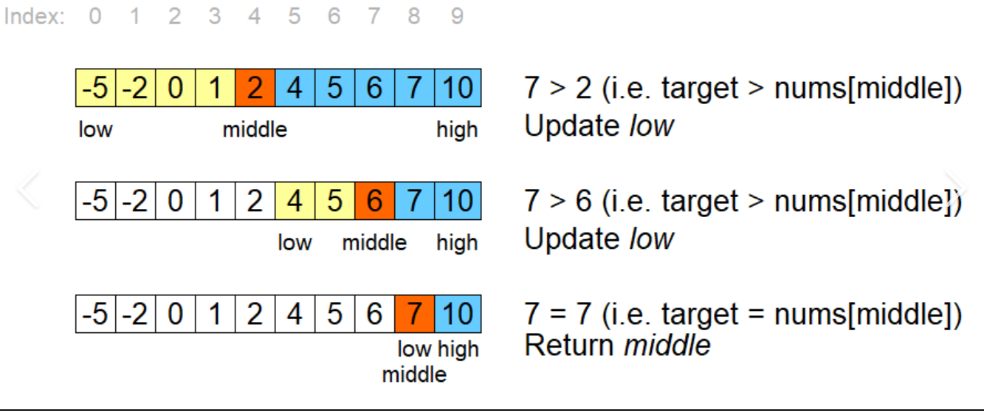 Index: 0 1 2 3 4 5 6 7 8 9
-5 -2 0 1 2 4 5 6 7 10 7 > 2 (i.e. target > nums[middle])
low middle high Update low
-5 -2 0 1 2 4 5 6 7 10 7 > 6 (i.e. target > nums[middle])
low middle high Update low
-5 -2 0 1 2 4 5 6 7 10 7 = 7 (i.e. target = nums[middle])
low high Return middle
middle